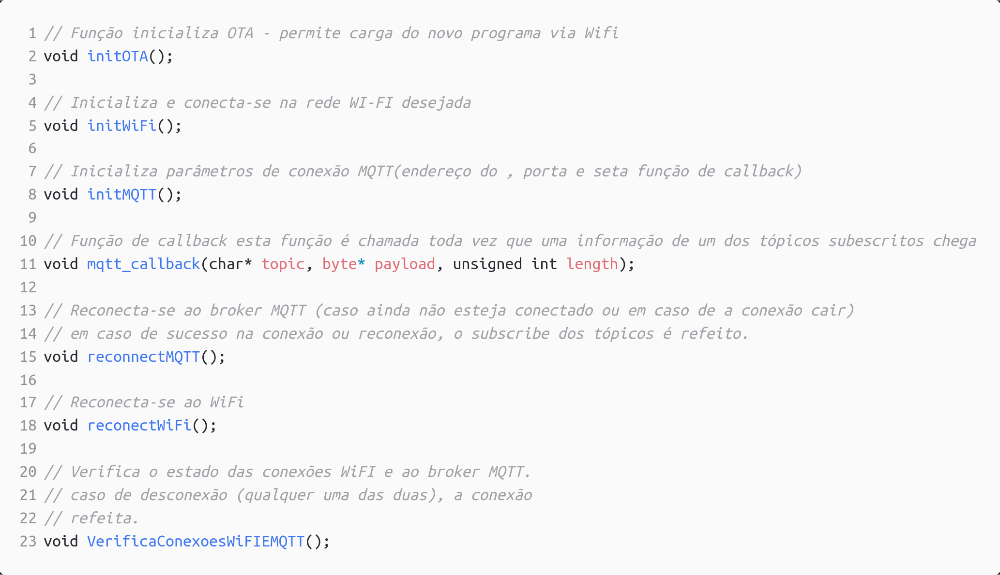 1 // Função inicializa OTA - permite carga do novo programa via Wifi
2 void initOTA();
3
4 // Inicializa e conecta-se na rede WI-FI desejada
5 void initWiFi();
6
7 // Inicializa parâmetros de conexão MQTT(endereço do , porta e seta função de callback)
8 void initMQTT();
9
10 // Função de callback esta função é chamada toda vez que uma informação de um dos tópicos subescritos chega
11 void mqtt_callback(char* topic, byte* payload, unsigned int length);
12
13 // Reconecta-se ao broker MQTT (caso ainda não esteja conectado ou em caso de a conexão cair)
14 // em caso de sucesso na conexão ou reconexão, o subscribe dos tópicos é refeito.
15 void reconnectMQTT();
16
17 // Reconecta-se ao WiFi
18 void reconectWiFi();
19
20 // Verifica o estado das conexões WiFI e ao broker MQTT.
21 // caso de desconexão (qualquer uma das duas), a conexão
22 // refeita.
23 void VerificaConexoesWiFIEMQTT();